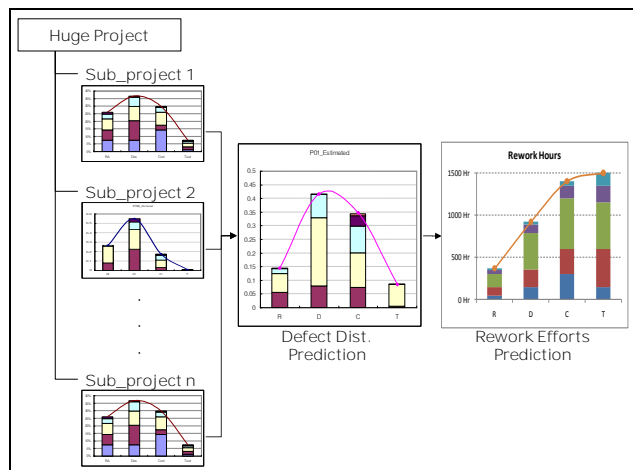 Huge Project
Sub_project 1
Sub_project 2
.
.
.
Sub_project n
P01_Estimated
0.5
0.45
0.4
0.35
0.3
0.25
0.2
0.15
0.1
0.05
0
R D C T
Defect Dist.
Prediction
Rework Hours
1500 Hr
1000 Hr
500 Hr
0 Hr
R D C T
Rework Efforts
Prediction